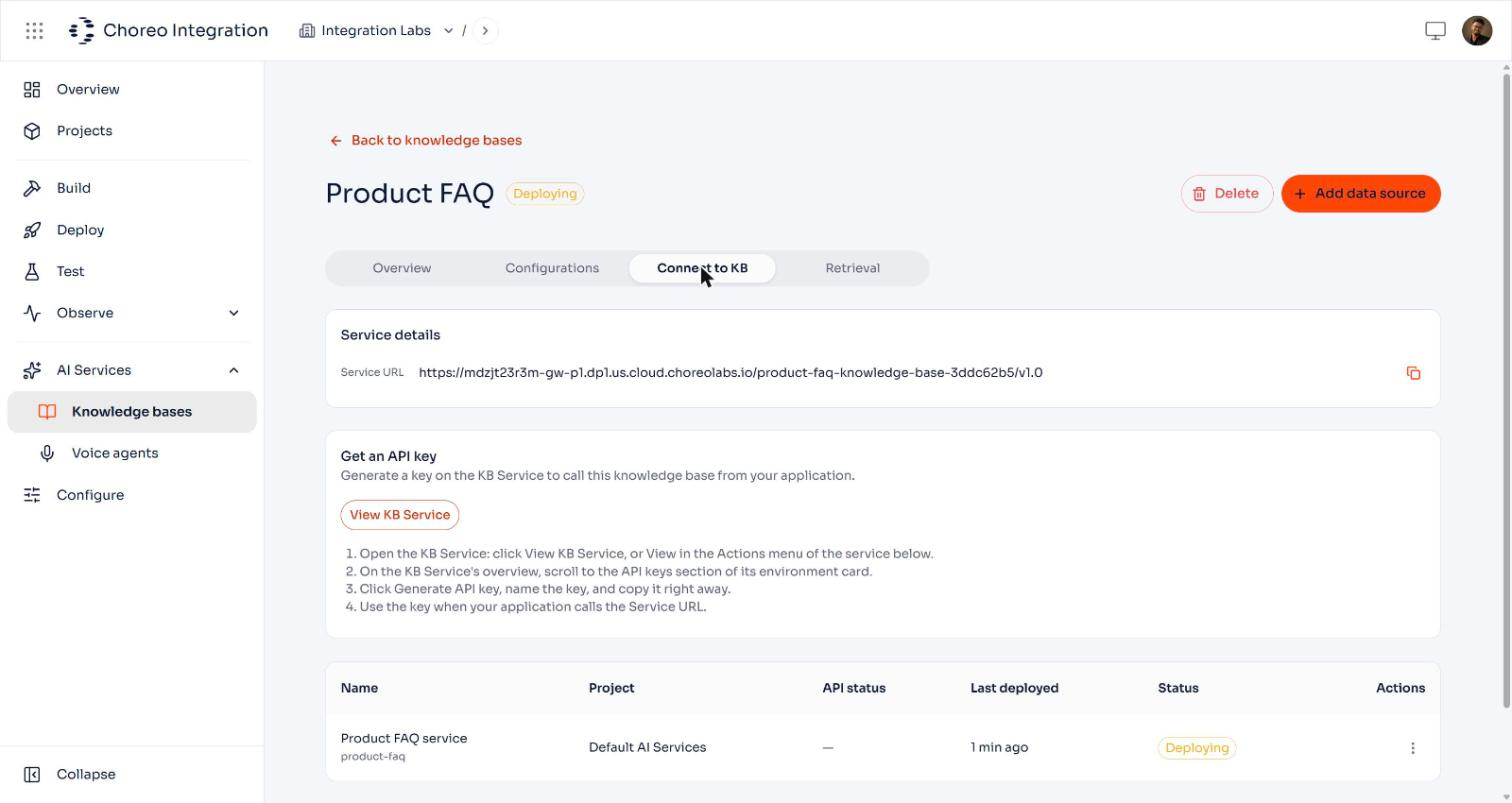 Choreo Integration
Integration Labs /
Overview
Projects
Build
Deploy
Test
Observe
AI Services
Knowledge bases
Voice agents
Configure
Collapse
Back to knowledge bases
Product FAQ Deploying
Delete
+ Add data source
Overview Configurations Connect to KB Retrieval
Service details
Service URL https://mdzjt23r3m-gw-p1.dp1.us.cloud.choreolabs.io/product-faq-knowledge-base-3ddc62b5/v1.0
Get an API key
Generate a key on the KB Service to call this knowledge base from your application.
View KB Service
1. Open the KB Service: click View KB Service, or View in the Actions menu of the service below.
2. On the KB Service's overview, scroll to the API keys section of its environment card.
3. Click Generate API key, name the key, and copy it right away.
4. Use the key when your application calls the Service URL.
Name Project API status Last deployed Status Actions
Product FAQ service Default AI Services — 1 min ago Deploying
product-faq